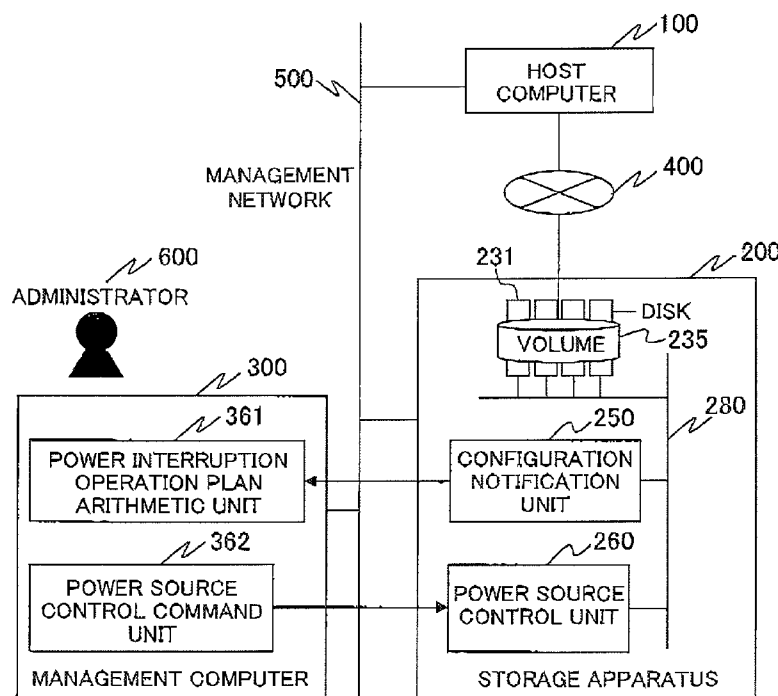 100
HOST
COMPUTER
500
MANAGEMENT
NETWORK
400
600
ADMINISTRATOR
200
231
DISK
VOLUME
235
300
361
POWER INTERRUPTION
OPERATION PLAN
ARITHMETIC UNIT
250
CONFIGURATION
NOTIFICATION
UNIT
280
362
POWER SOURCE
CONTROL COMMAND
UNIT
260
POWER SOURCE
CONTROL UNIT
MANAGEMENT COMPUTER
STORAGE APPARATUS